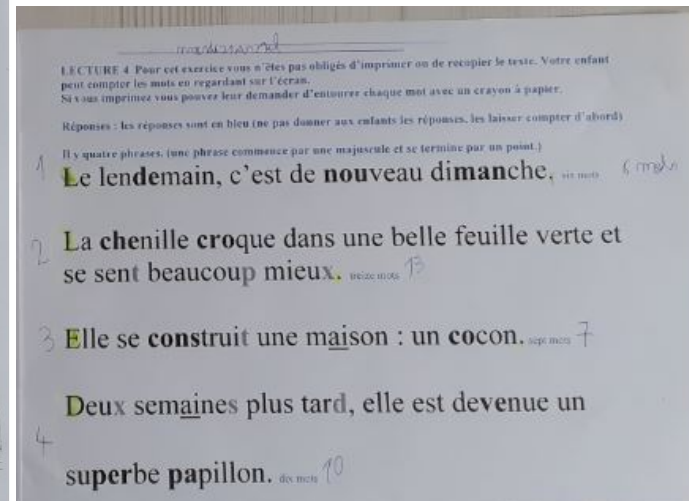 LECTURE 4 Pour cet exercice vous n'êtes pas obligés d'imprimer ou de recopier le texte. Votre enfant
peut compter les mots en regardant sur l'écran.
Si vous imprimez vous pouvez leur demander d'entourer chaque mot avec un crayon à papier.
Réponses : les réponses sont en bleu (ne pas donner aux enfants les réponses, les laisser compter d'abord)
Il y quatre phrases. (une phrase commence par une majuscule et se termine par un point.)
1 Le lendemain, c'est de nouveau dimanche. six mots 6 mots
2 La chenille croque dans une belle feuille verte et
se sent beaucoup mieux. treize mots 13
3 Elle se construit une maison : un cocon. sept mots 7
Deux semaines plus tard, elle est devenue un
4
superbe papillon. dix mots 10